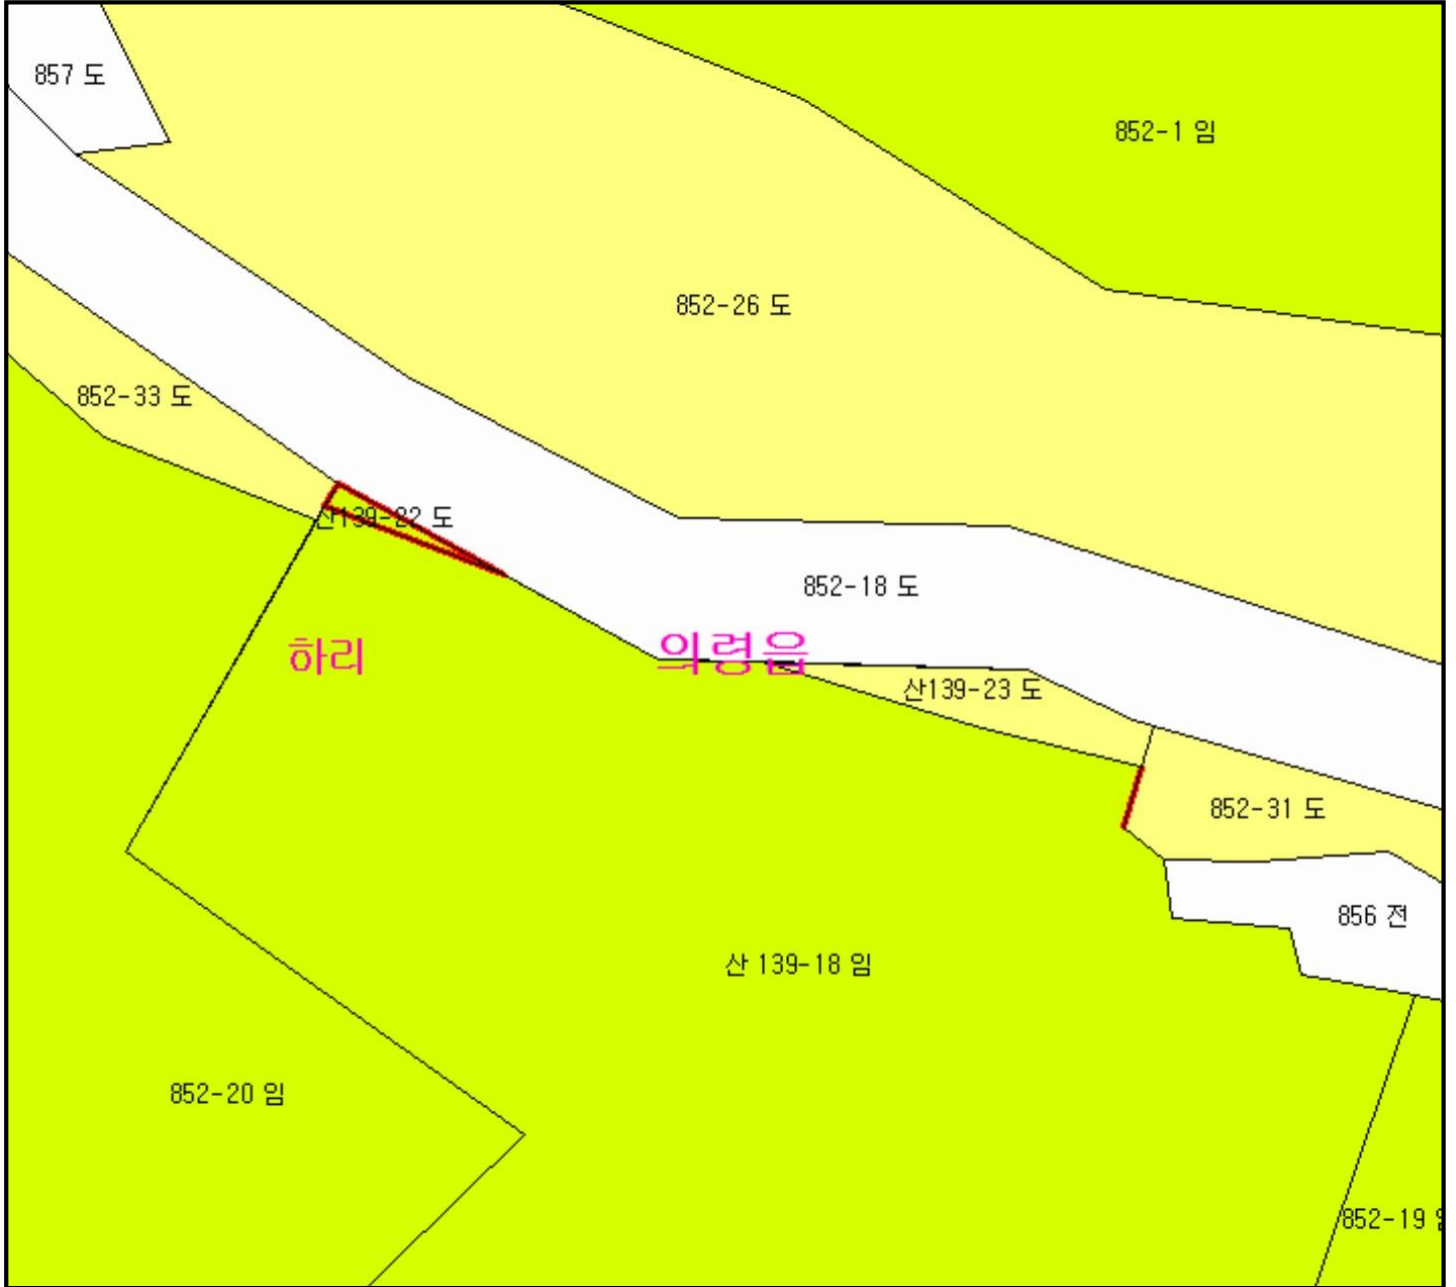 857 도
852-1 임
852-26 도
852-33 도
산139-22 도
852-18 도
하리
의령읍
산139-23 도
852-31 도
856 전
산 139-18 임
852-20 임
852-19